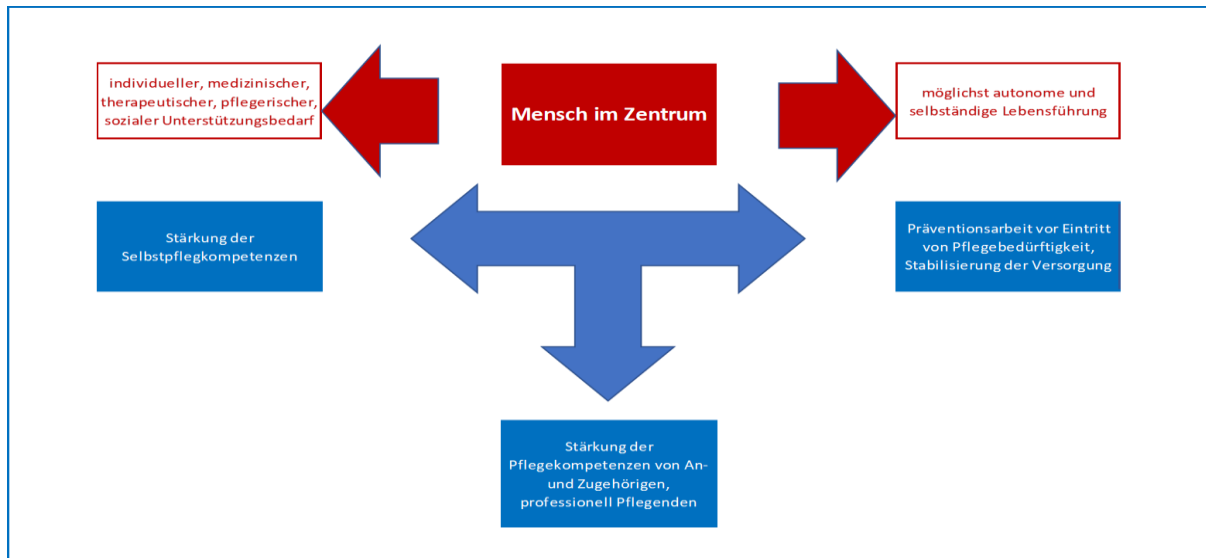 individueller, medizinischer,
therapeutischer, pflegerischer,
sozialer Unterstützungsbedarf
Mensch im Zentrum
möglichst autonome und
selbständige Lebensführung
Stärkung der
Selbstpflegkompetenzen
Präventionsarbeit vor Eintritt
von Pflegebedürftigkeit,
Stabilisierung der Versorgung
Stärkung der
Pflegekompetenzen von An-
und Zugehörigen,
professionell Pflegenden